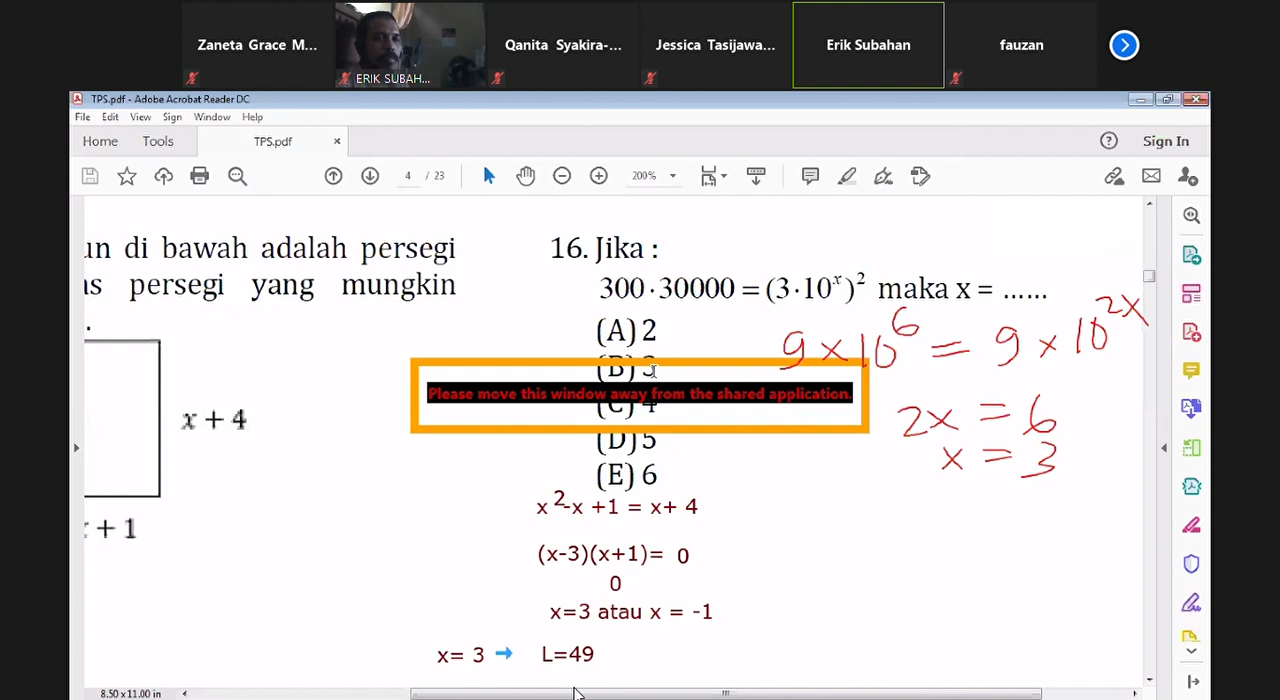 Zaneta Grace M...
ERIK SUBAH...
Qanita Syakira-...
Jessica Tasijawa...
Erik Subahan
fauzan
TPS.pdf - Adobe Acrobat Reader DC
File Edit View Sign Window Help
Home Tools TPS.pdf × Sign In
4 / 23 200%
un di bawah adalah persegi
as persegi yang mungkin
.
x + 4
+ 1
16. Jika :
300·30000 = (3·10^x)^2 maka x = ......
(A) 2
(B) 3
Please move this window away from the shared application.
(C) 4
(D) 5
(E) 6
9 × 10^6 = 9 × 10^2x
2x = 6
x = 3
x^2-x +1 = x+ 4
(x-3)(x+1)= 0
0
x=3 atau x = -1
x= 3 → L=49
8.50 x 11.00 in